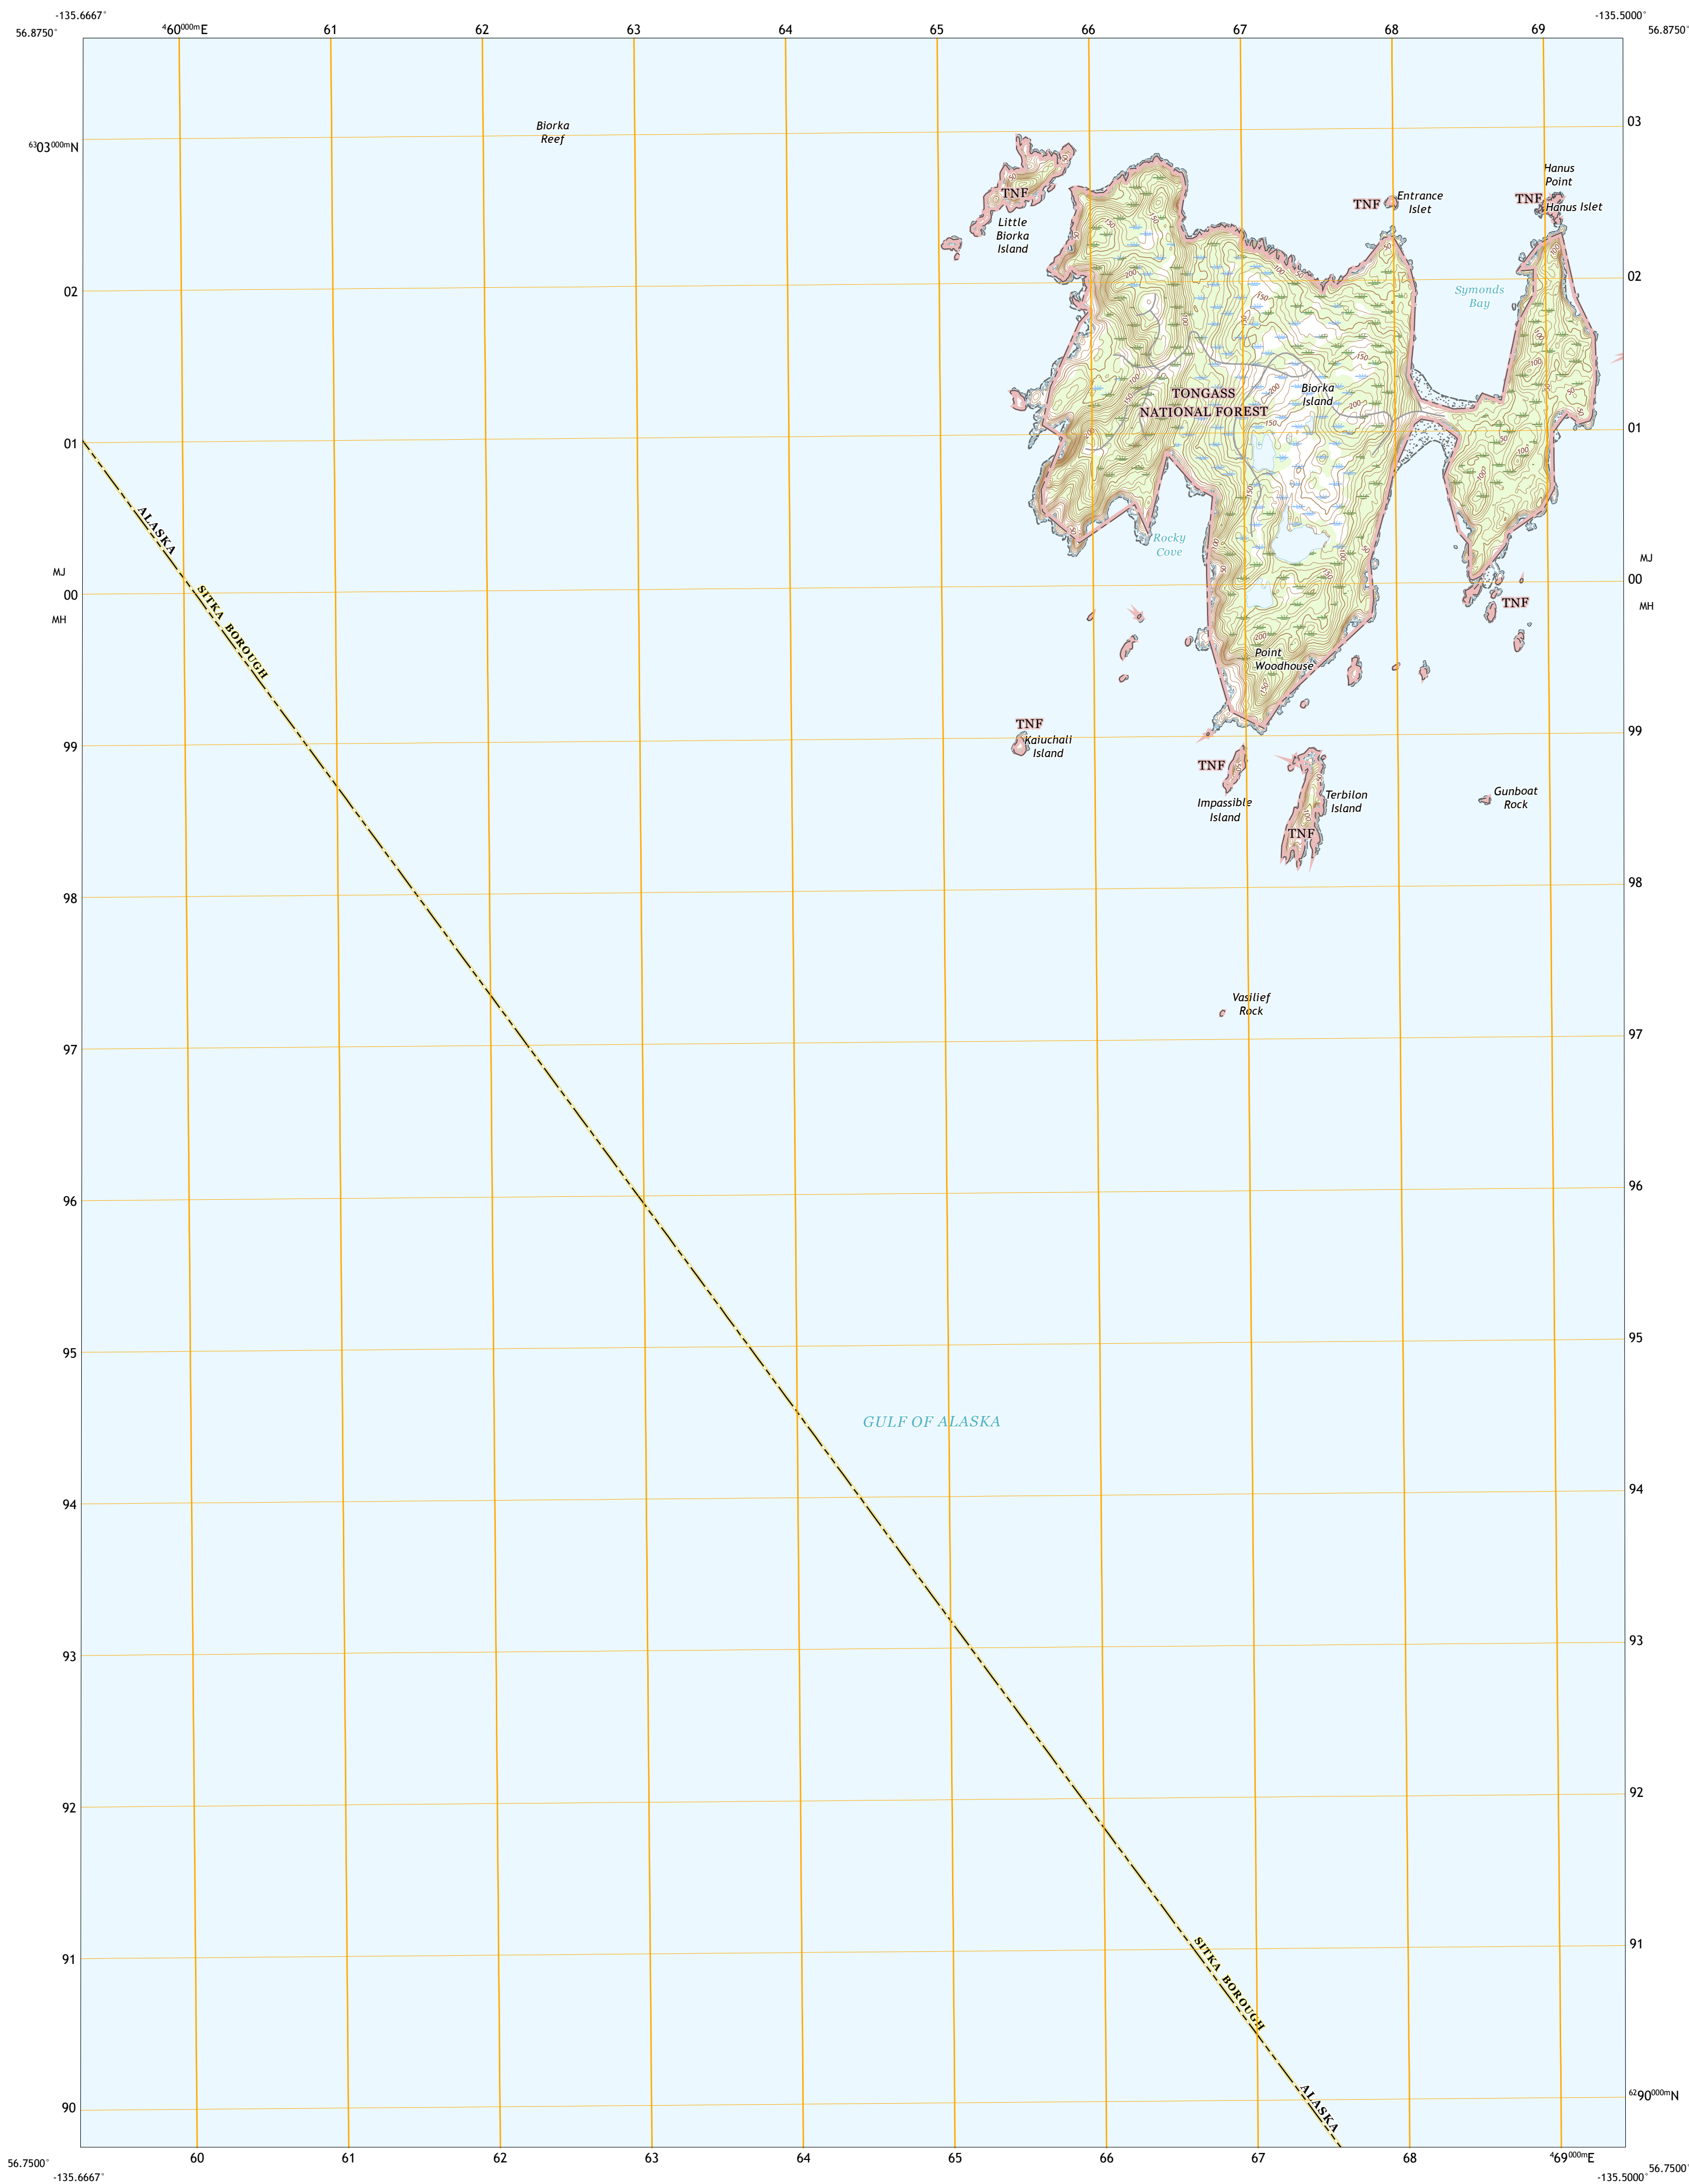 -135.6667°
-135.5000°
56.8750°
⁴60⁰⁰⁰ᵐE
61
62
63
64
65
66
67
68
69
56.8750°
Biorka
Reef
03
⁶³03⁰⁰⁰ᵐN
Hanus
Point
TNF
Entrance
Islet
TNF
TNF
Hanus Islet
Little
Biorka
Island
02
02
Symonds
Bay
TONGASS
NATIONAL FOREST
Biorka
Island
01
01
ALASKA
Rocky
Cove
MJ
MJ
00
00
SITKA BOROUGH
TNF
MH
MH
Point
Woodhouse
TNF
Kaiuchali
Island
99
99
TNF
Impassible
Island
Terbilon
Island
TNF
Gunboat
Rock
98
98
Vasilief
Rock
97
97
96
96
95
95
GULF OF ALASKA
94
94
93
93
92
92
91
91
SITKA BOROUGH
90
⁶²90⁰⁰⁰ᵐN
ALASKA
60
61
62
63
64
65
66
67
68
⁴69⁰⁰⁰ᵐE
56.7500°
56.7500°
-135.6667°
-135.5000°